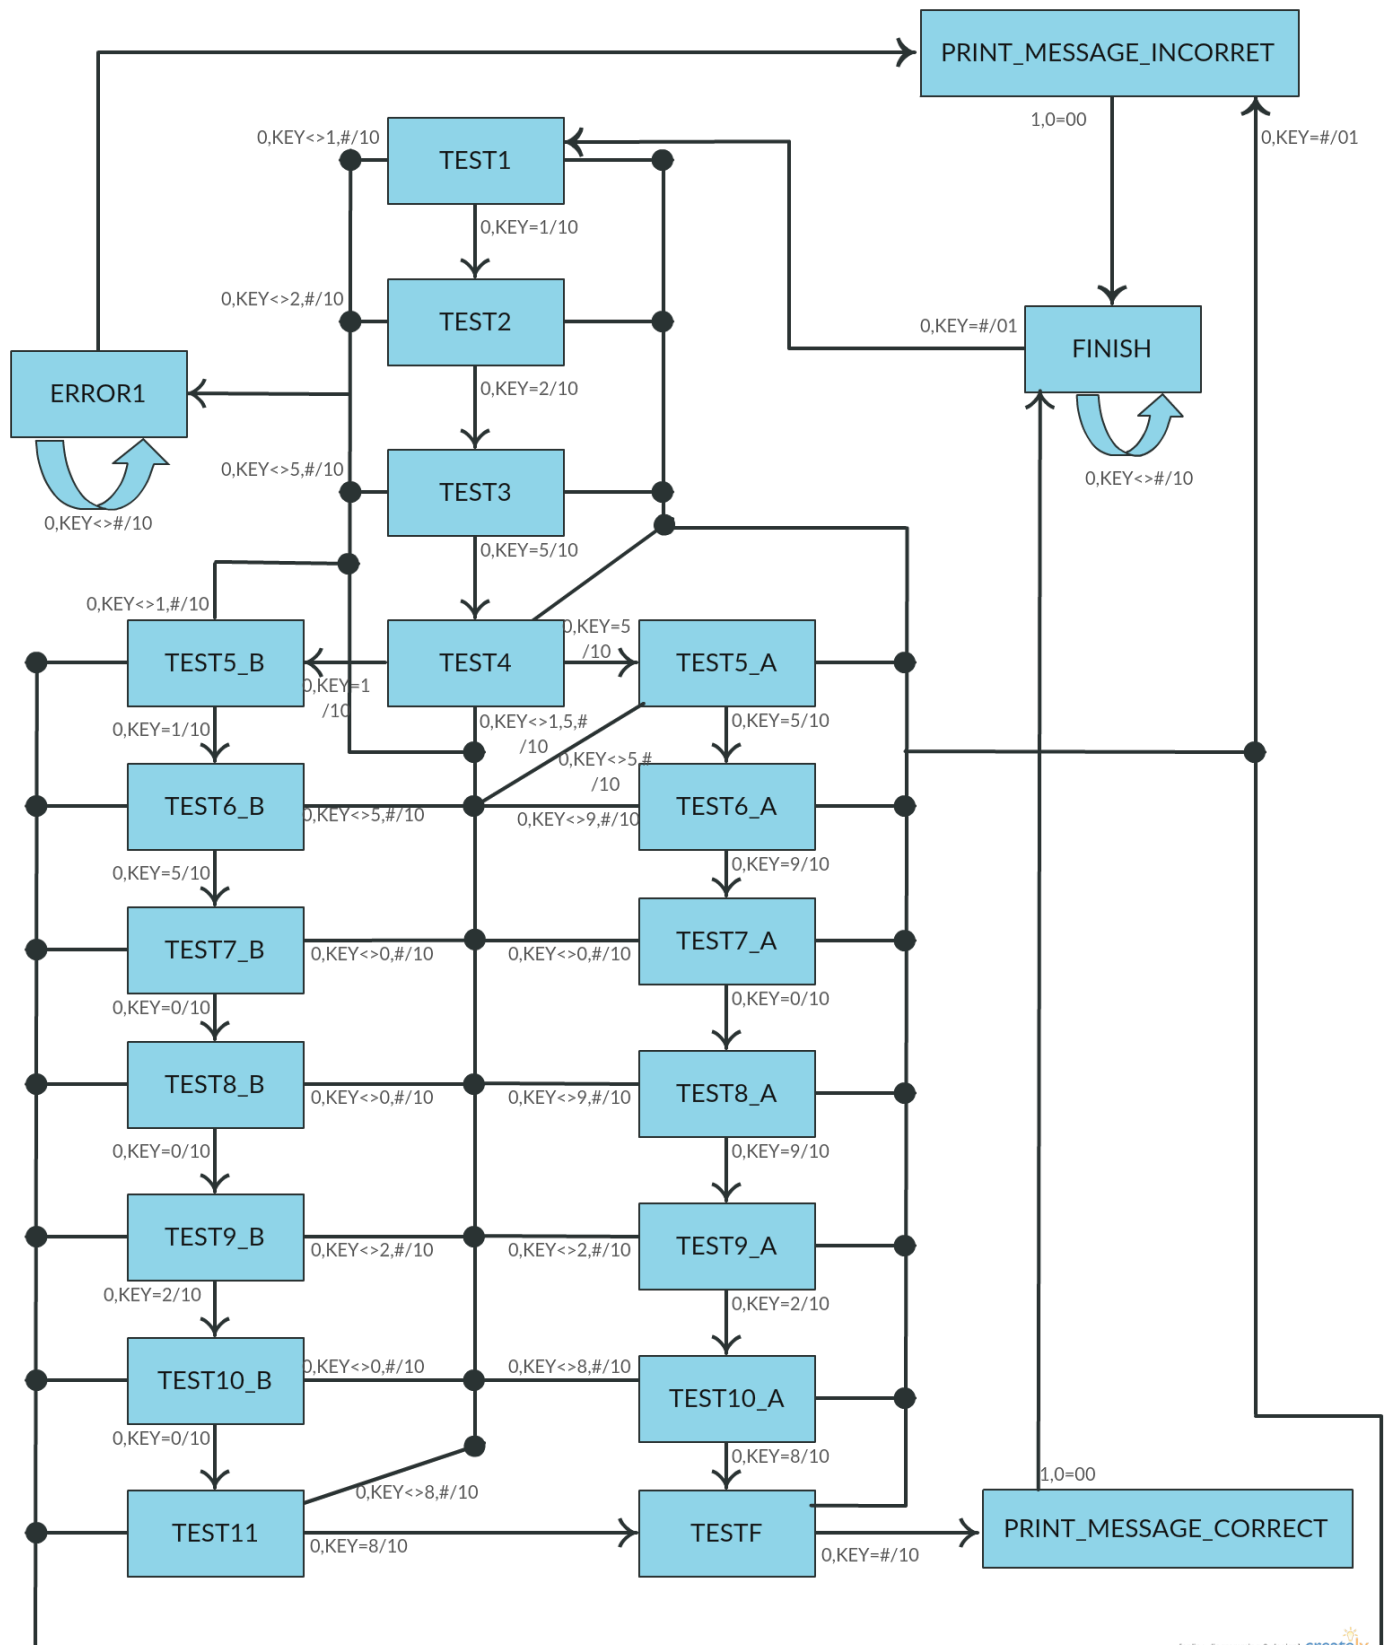 PRINT_MESSAGE_INCORRET
1,0=00
0,KEY=#/01
0,KEY<>1,#/10
TEST1
0,KEY=1/10
0,KEY<>2,#/10
TEST2
0,KEY=#/01
FINISH
0,KEY=2/10
ERROR1
0,KEY<>#/10
0,KEY<>5,#/10
TEST3
0,KEY<>#/10
0,KEY=5/10
0,KEY<>1,#/10
0,KEY=5
/10
TEST5_B
TEST4
TEST5_A
0,KEY=1
/10
0,KEY=1/10
0,KEY<>1,5,#
/10
0,KEY=5/10
0,KEY<>5,#
/10
TEST6_B
0,KEY<>5,#/10
0,KEY<>9,#/10
TEST6_A
0,KEY=5/10
0,KEY=9/10
TEST7_B
0,KEY<>0,#/10
0,KEY<>0,#/10
TEST7_A
0,KEY=0/10
0,KEY=0/10
TEST8_B
0,KEY<>0,#/10
0,KEY<>9,#/10
TEST8_A
0,KEY=0/10
0,KEY=9/10
TEST9_B
0,KEY<>2,#/10
0,KEY<>2,#/10
TEST9_A
0,KEY=2/10
0,KEY=2/10
TEST10_B
0,KEY<>0,#/10
0,KEY<>8,#/10
TEST10_A
0,KEY=0/10
0,KEY=8/10
1,0=00
0,KEY<>8,#/10
TEST11
0,KEY=8/10
TESTF
0,KEY=#/10
PRINT_MESSAGE_CORRECT